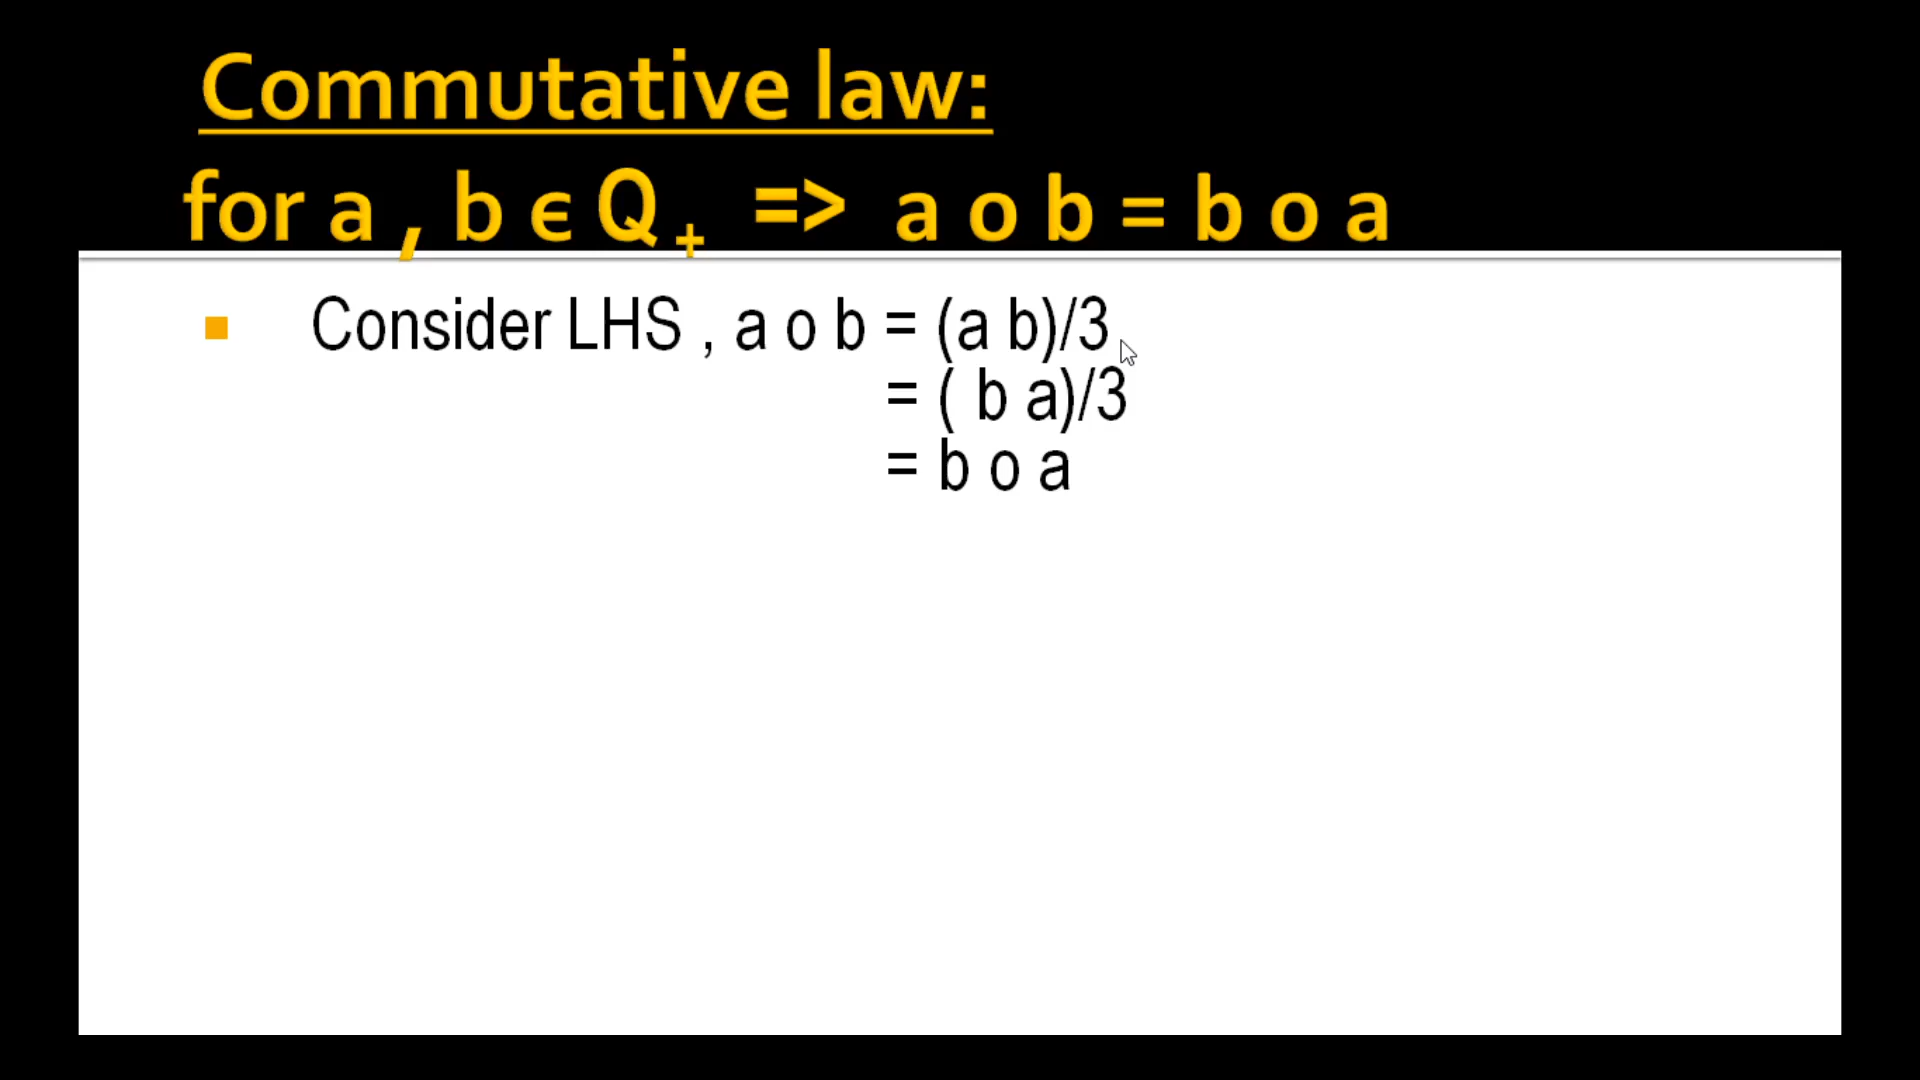 Commutative law:
for a , b ϵ Q₊ => a o b = b o a
Consider LHS , a o b = (a b)/3
= ( b a)/3
= b o a